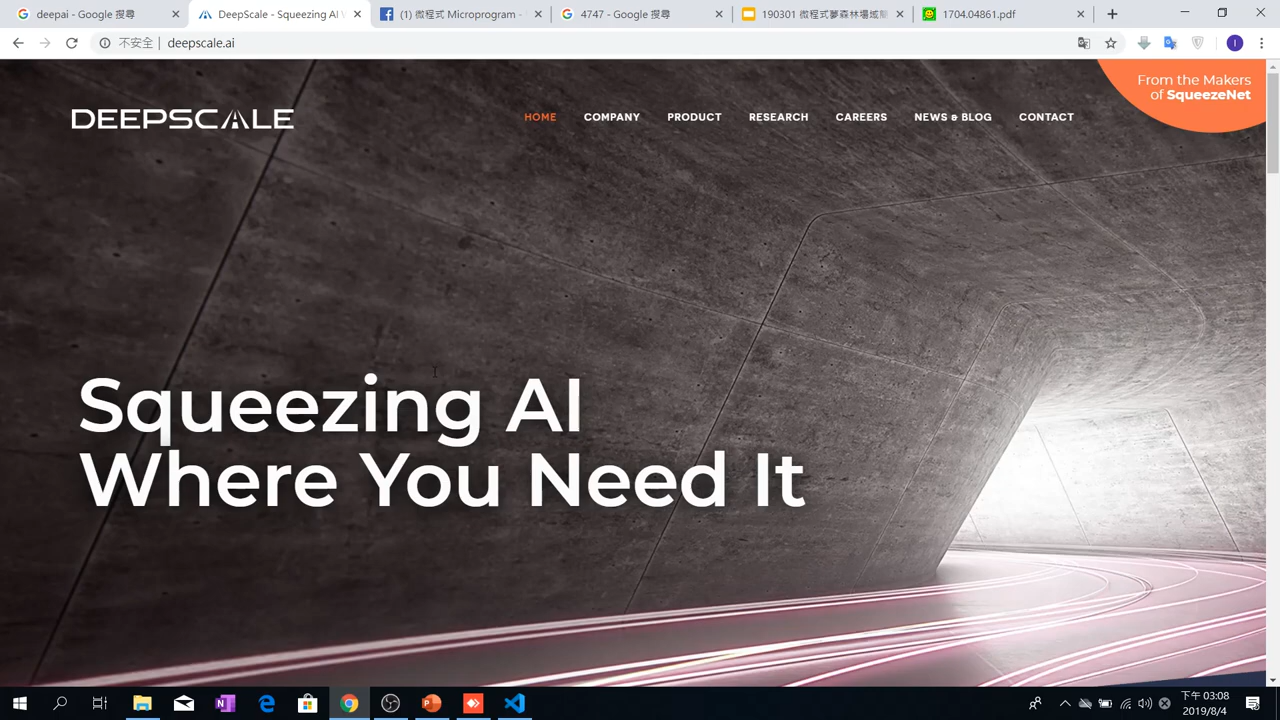 deepai - Google 搜尋
DeepScale - Squeezing AI W
(1) 微程式 Microprogram -
4747 - Google 搜尋
190301 微程式夢森林場域
1704.04861.pdf
不安全
deepscale.ai
From the Makers
of SqueezeNet
DEEPSCALE
HOME
COMPANY
PRODUCT
RESEARCH
CAREERS
NEWS & BLOG
CONTACT
Squeezing AI
Where You Need It
下午 03:08
2019/8/4